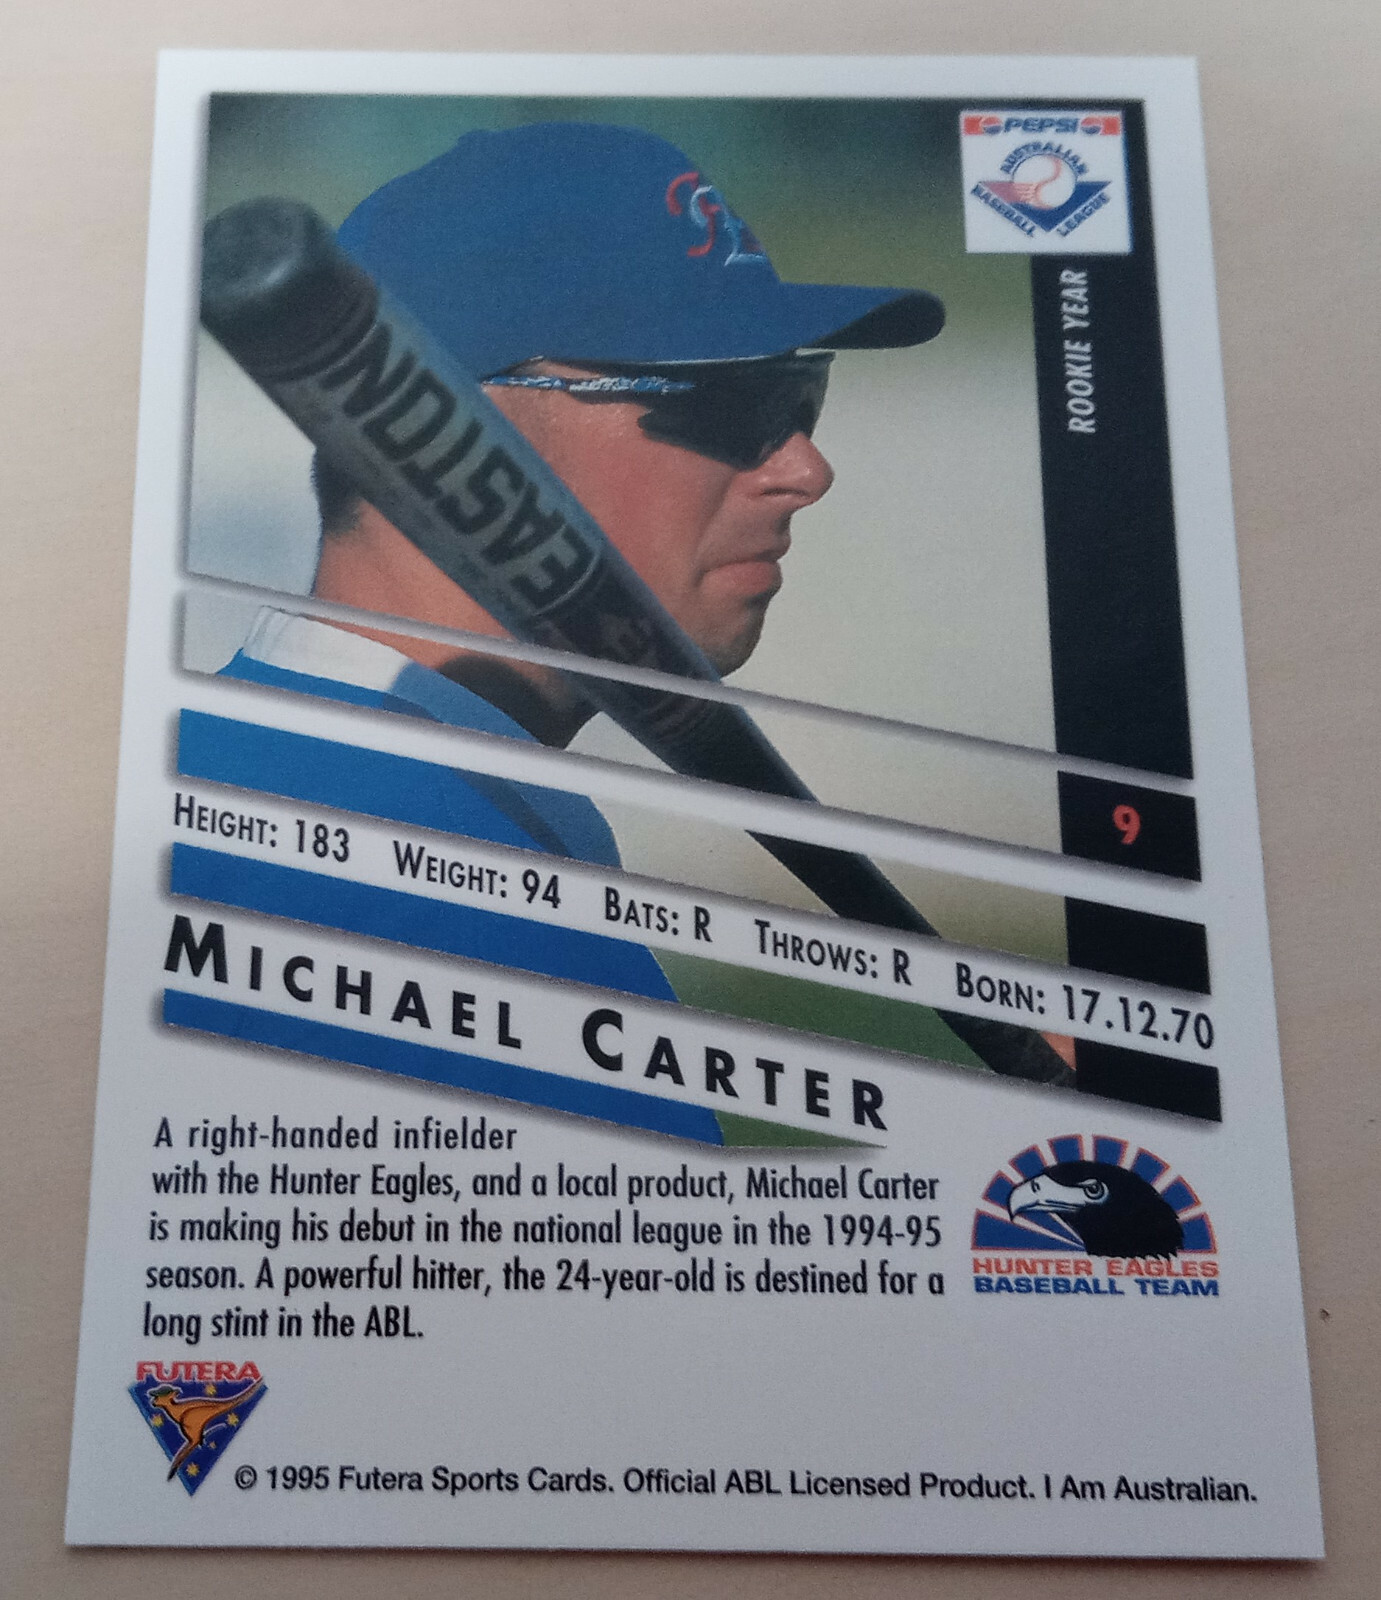 PEPSI
AUSTRALIAN
BASEBALL LEAGUE
ROOKIE YEAR
EASTON
9
HEIGHT: 183 WEIGHT: 94 BATS: R THROWS: R BORN: 17.12.70
MICHAEL CARTER
A right-handed infielder
with the Hunter Eagles, and a local product, Michael Carter
is making his debut in the national league in the 1994-95
season. A powerful hitter, the 24-year-old is destined for a
long stint in the ABL.
HUNTER EAGLES
BASEBALL TEAM
FUTERA
© 1995 Futera Sports Cards. Official ABL Licensed Product. I Am Australian.